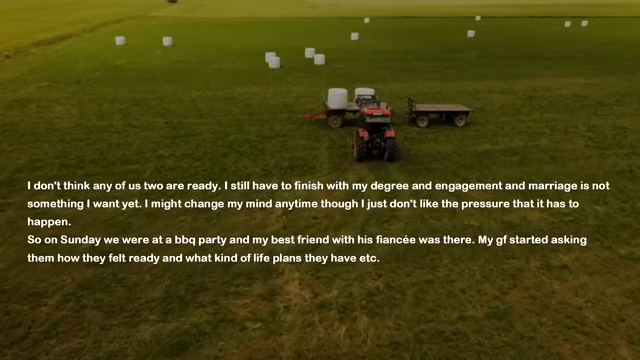 I don't think any of us two are ready. I still have to finish with my degree and engagement and marriage is not
something I want yet. I might change my mind anytime though I just don't like the pressure that it has to
happen.
So on Sunday we were at a bbq party and my best friend with his fiancée was there. My gf started asking
them how they felt ready and what kind of life plans they have etc.